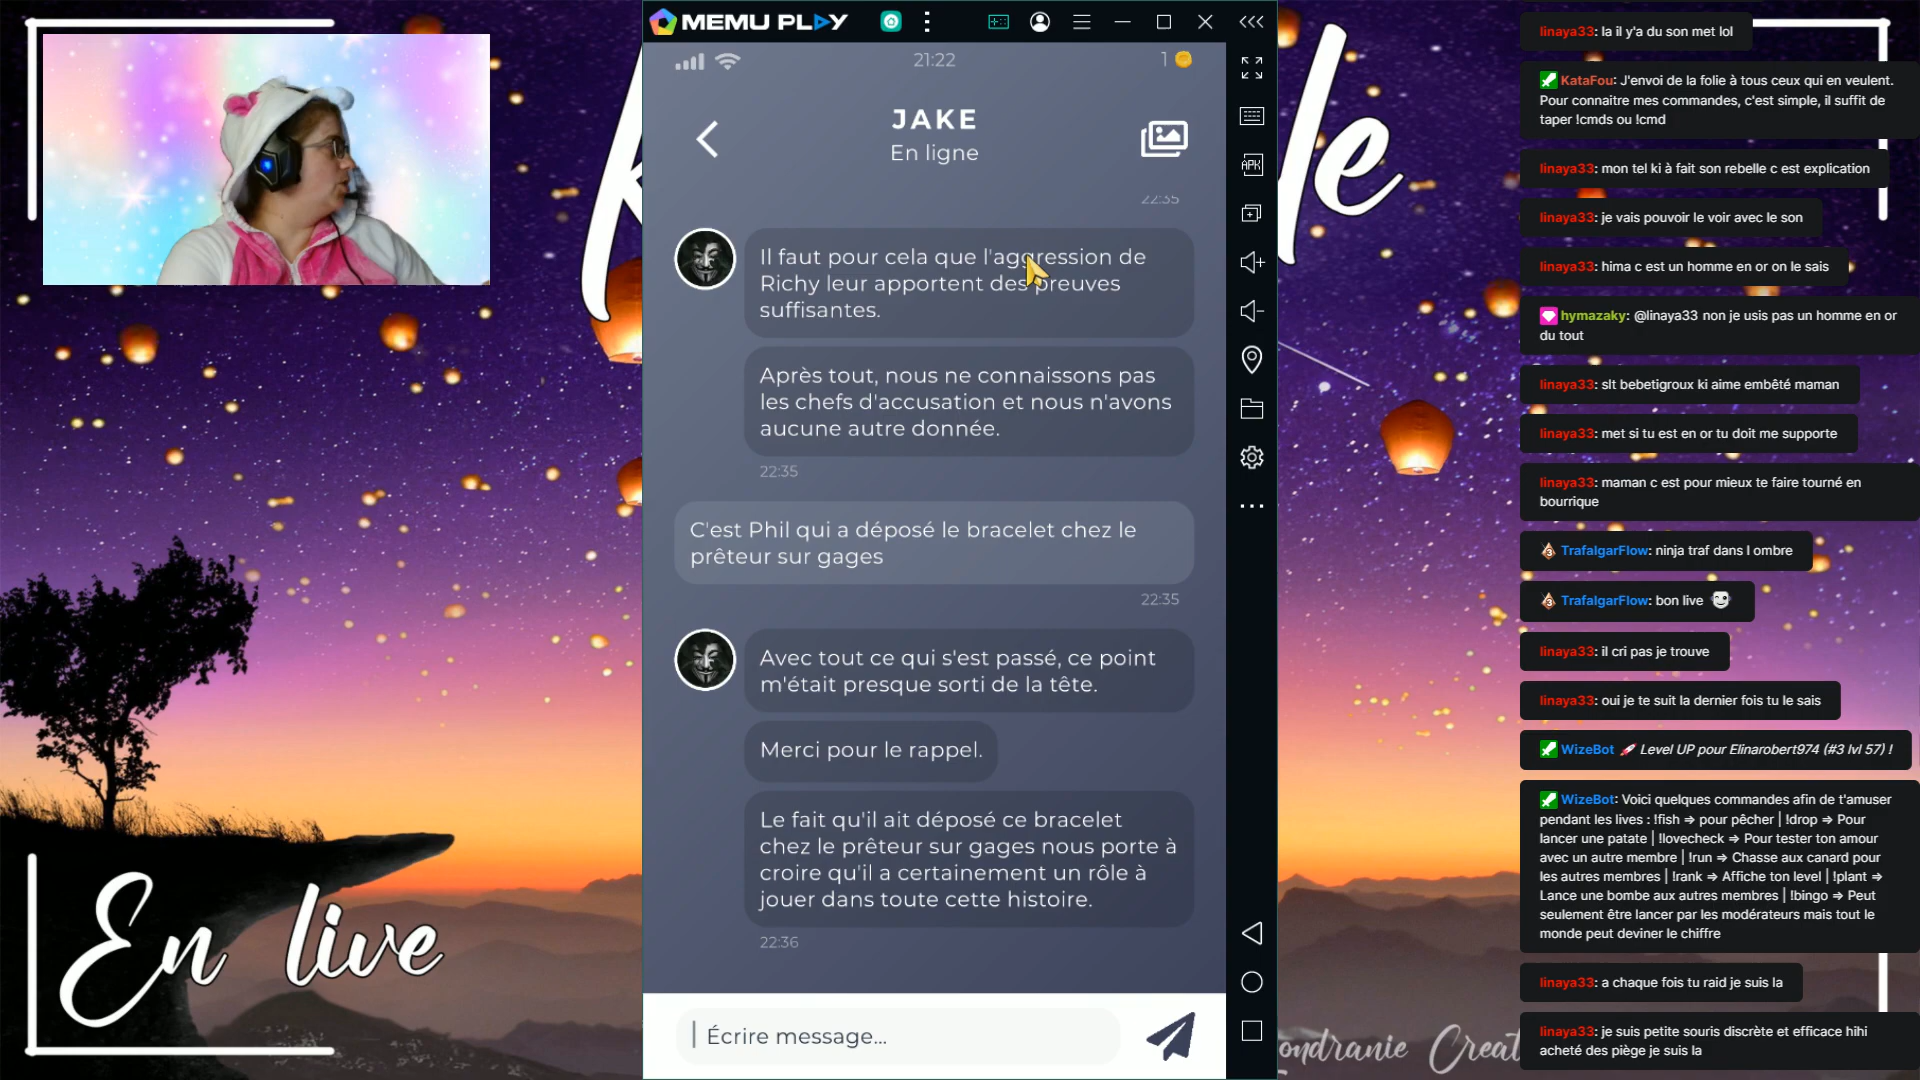 MEMU PLAY
21:22
1
JAKE
En ligne
22:35
Il faut pour cela que l'aggression de
Richy leur apportent des preuves
suffisantes.
Après tout, nous ne connaissons pas
les chefs d'accusation et nous n'avons
aucune autre donnée.
22:35
C'est Phil qui a déposé le bracelet chez le
prêteur sur gages
22:35
Avec tout ce qui s'est passé, ce point
m'était presque sorti de la tête.
Merci pour le rappel.
Le fait qu'il ait déposé ce bracelet
chez le prêteur sur gages nous porte à
croire qu'il a certainement un rôle à
jouer dans toute cette histoire.
22:36
Écrire message...
APK
En live
linaya33: la il y'a du son met lol
KataFou: J'envoi de la folie à tous ceux qui en veulent.
Pour connaitre mes commandes, c'est simple, il suffit de
taper !cmds ou !cmd
linaya33: mon tel ki à fait son rebelle c est explication
linaya33: je vais pouvoir le voir avec le son
linaya33: hima c est un homme en or on le sais
hymazaky: @linaya33 non je usis pas un homme en or
du tout
linaya33: slt bebetigroux ki aime embêté maman
linaya33: met si tu est en or tu doit me supporte
linaya33: maman c est pour mieux te faire tourné en
bourrique
TrafalgarFlow: ninja traf dans l ombre
TrafalgarFlow: bon live
linaya33: il cri pas je trouve
linaya33: oui je te suit la dernier fois tu le sais
WizeBot 🚀 Level UP pour Elinarobert974 (#3 lvl 57) !
WizeBot: Voici quelques commandes afin de t'amuser
pendant les lives : !fish => pour pêcher | !drop => Pour
lancer une patate | !lovecheck => Pour tester ton amour
avec un autre membre | !run => Chasse aux canard pour
les autres membres | !rank => Affiche ton level | !plant =>
Lance une bombe aux autres membres | !bingo => Peut
seulement être lancer par les modérateurs mais tout le
monde peut deviner le chiffre
linaya33: a chaque fois tu raid je suis la
linaya33: je suis petite souris discrète et efficace hihi
acheté des piège je suis la